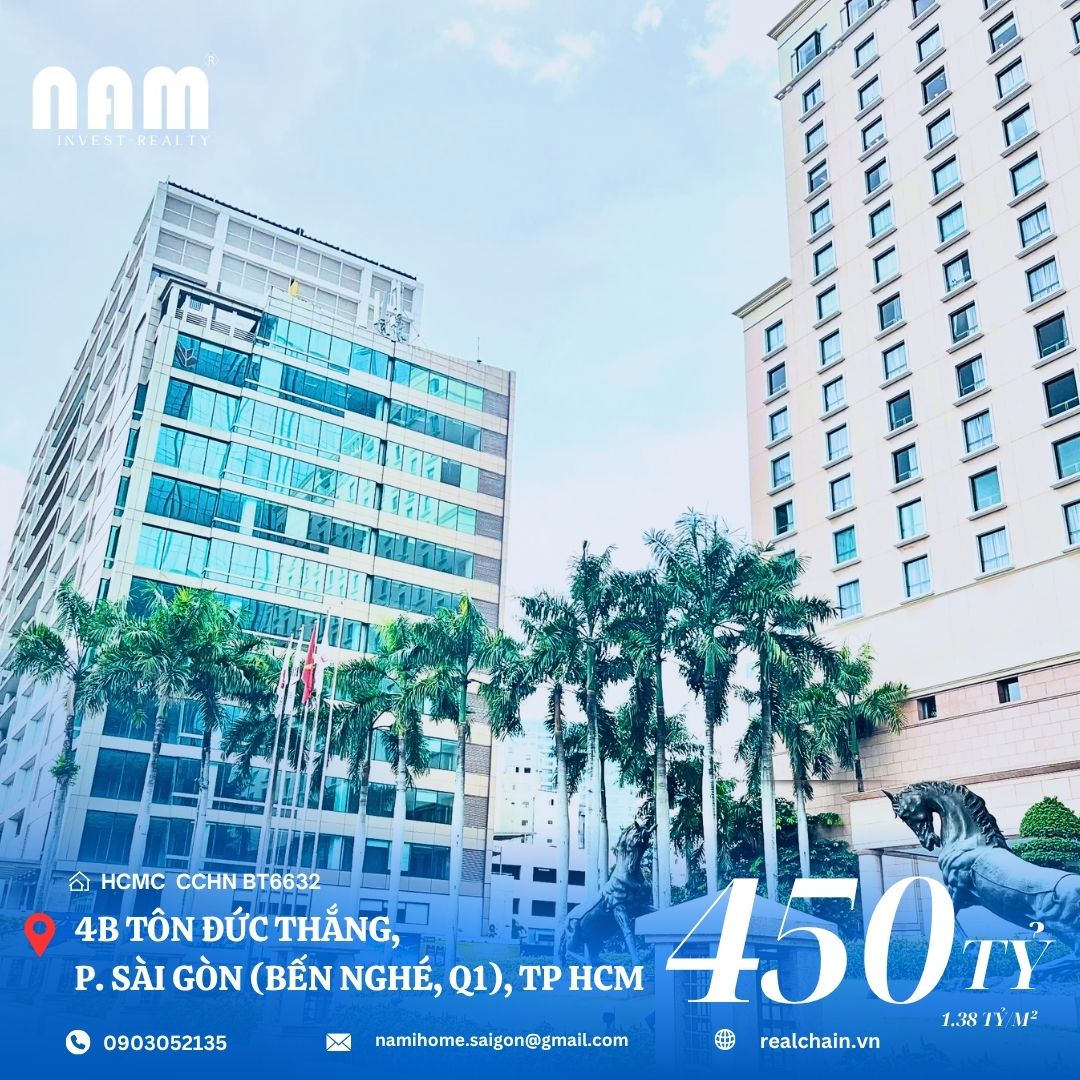 NAM®
INVEST-REALTY
HCMC CCHN BT6632
4B TÔN ĐỨC THẮNG,
P. SÀI GÒN (BẾN NGHÉ, Q1), TP HCM
450 TỶ
1.38 TỶ/M²
0903052135
namihome.saigon@gmail.com
realchain.vn